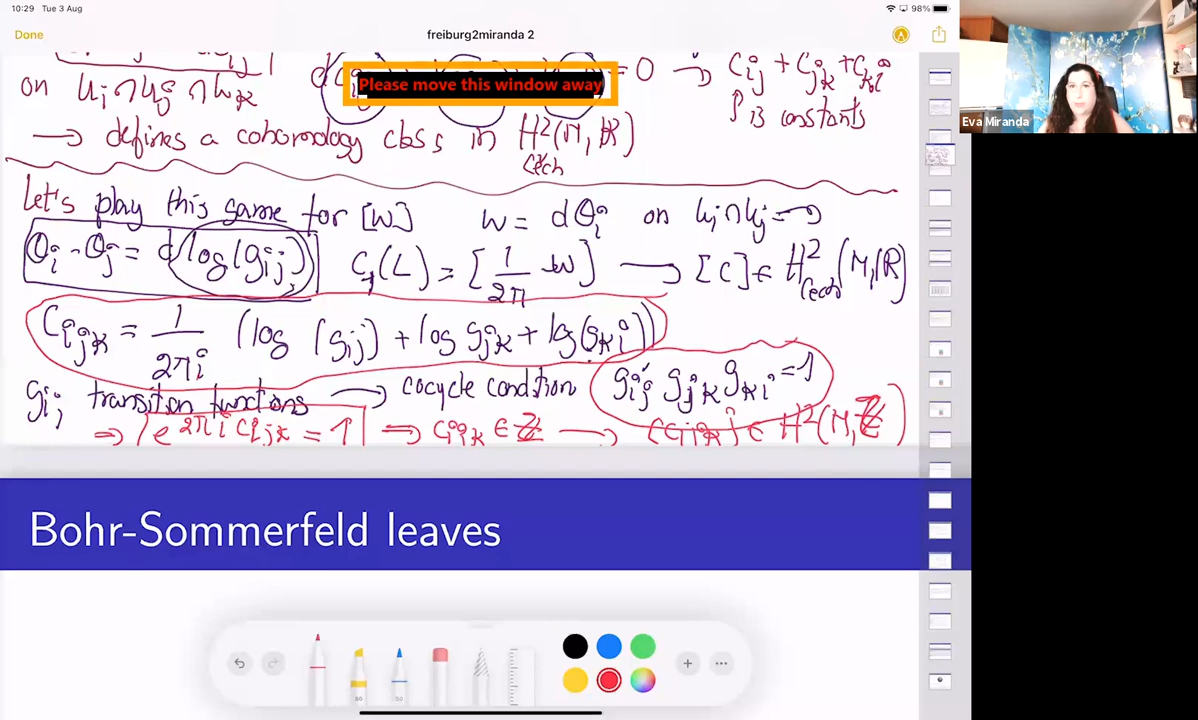 10:29 Tue 3 Aug
98%
Done
freiburg2miranda 2
Please move this window away
Eva Miranda
on Ui∩Uj∩Uk
= 0 → Cij + Cjk + Cki
↑ is constants
→ defines a cohomology class in H²(M, R)
Cech
Let's play this game for [w] w = dθi on Ui∩Uj →
θi - θj = d log(gij) C1(L) = [1/2π w] → [C] ∈ H²Cech(M, R)
Cijk = 1/2πi (log(gij) + log gjk + log(gki))
gij transition functions → cocycle condition gij gjk gki = 1
⇒ e^2πi Cijk = 1 → Cijk ∈ Z → [Cijk] ∈ H²(M, Z)
Bohr-Sommerfeld leaves